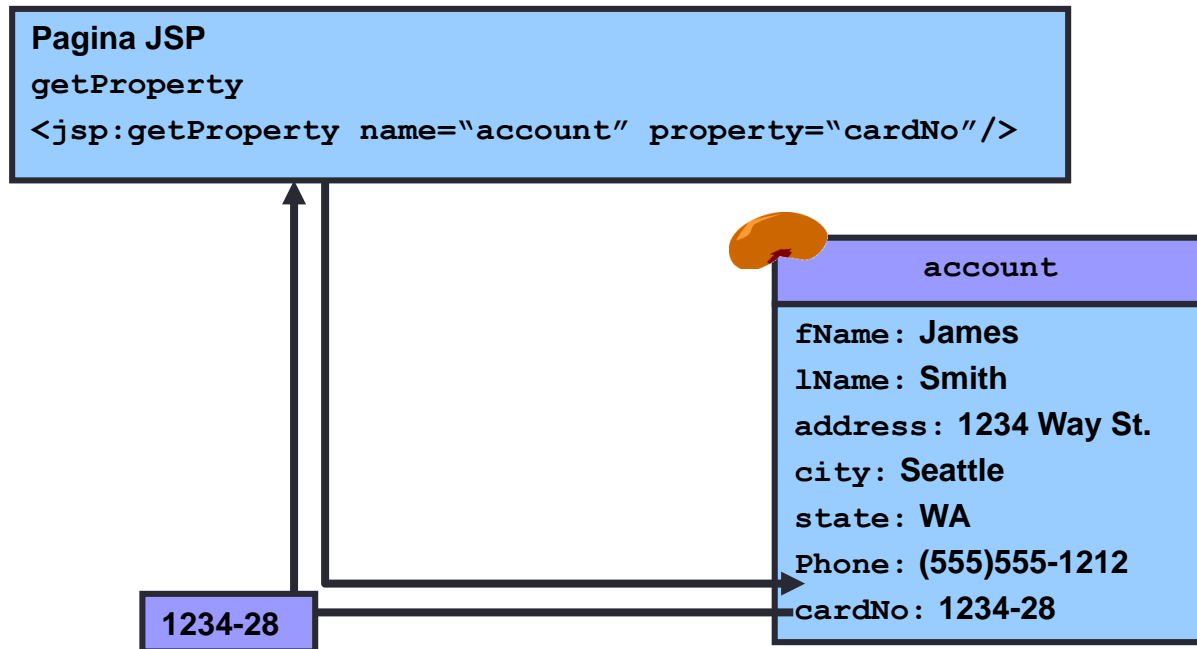 Pagina JSP
getProperty
<jsp:getProperty name=“account” property=“cardNo”/>
account
fName: James
lName: Smith
address: 1234 Way St.
city: Seattle
state: WA
Phone: (555)555-1212
cardNo: 1234-28
1234-28